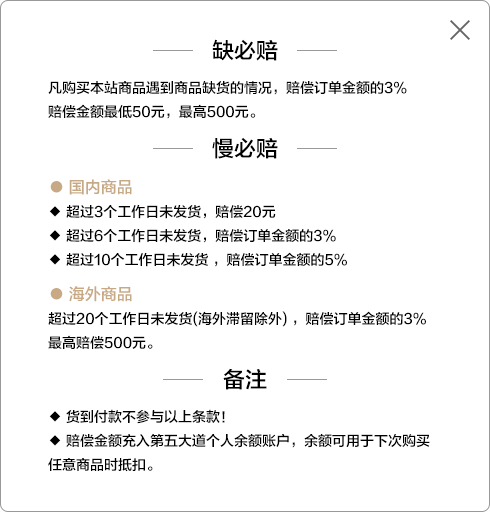 缺必赔
凡购买本站商品遇到商品缺货的情况，赔偿订单金额的3%
赔偿金额最低50元，最高500元。
慢必赔
● 国内商品
◆ 超过3个工作日未发货，赔偿20元
◆ 超过6个工作日未发货，赔偿订单金额的3%
◆ 超过10个工作日未发货 ，赔偿订单金额的5%
● 海外商品
超过20个工作日未发货(海外滞留除外) ，赔偿订单金额的3%
最高赔偿500元。
备注
◆ 货到付款不参与以上条款！
◆ 赔偿金额充入第五大道个人余额账户，余额可用于下次购买
任意商品时抵扣。